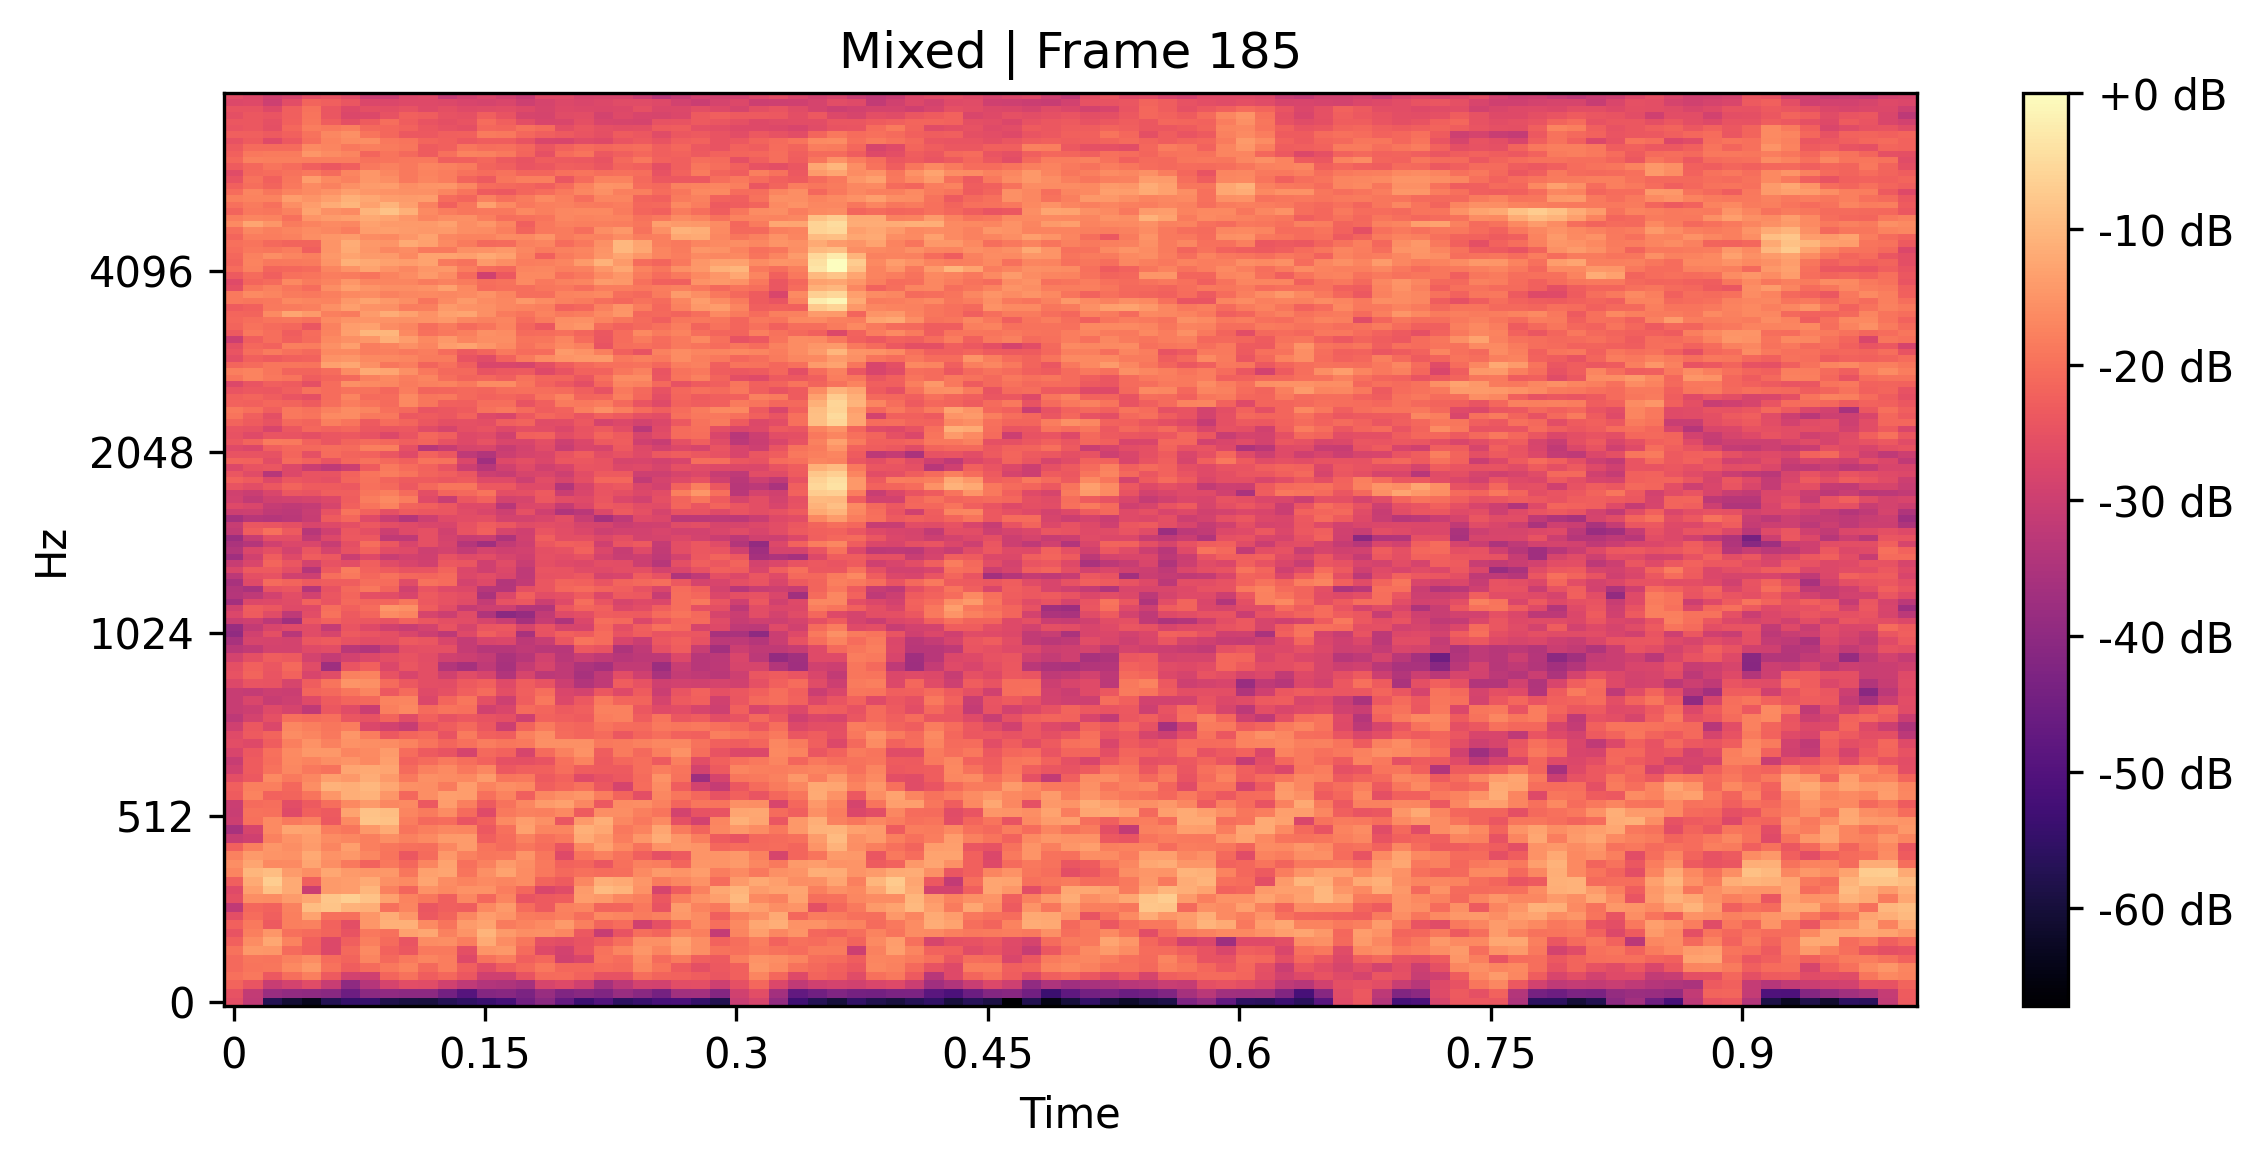 Mixed | Frame 185
+0 dB
-10 dB
-20 dB
-30 dB
-40 dB
-50 dB
-60 dB
Hz
4096
2048
1024
512
0
0 0.15 0.3 0.45 0.6 0.75 0.9
Time